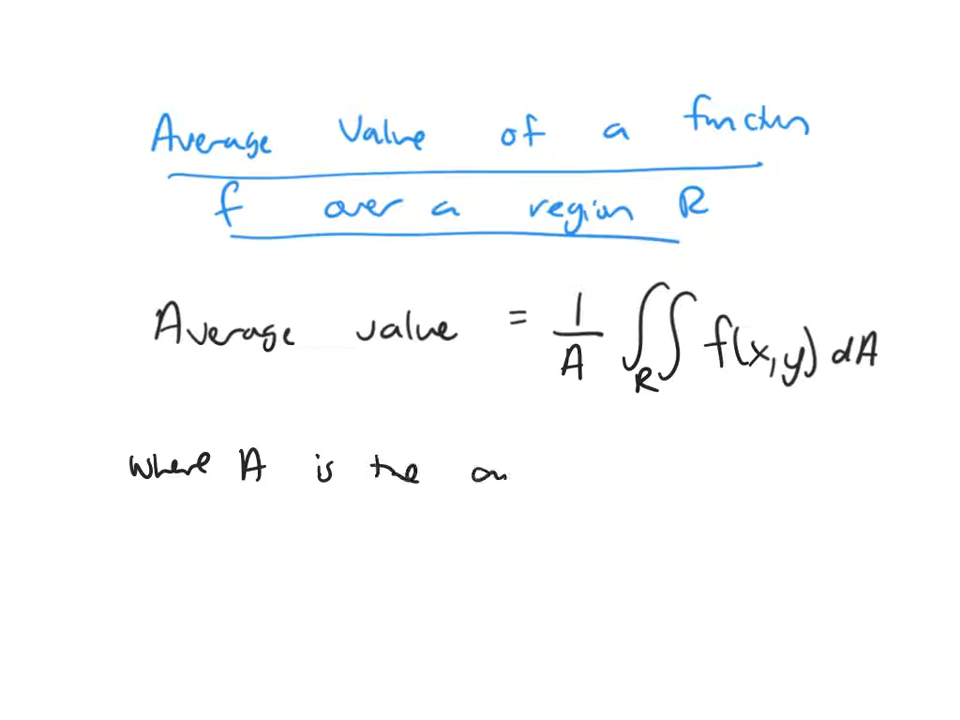 Average Value of a function
f over a region R
Average value = 1/A ∬_R f(x,y) dA
where A is the